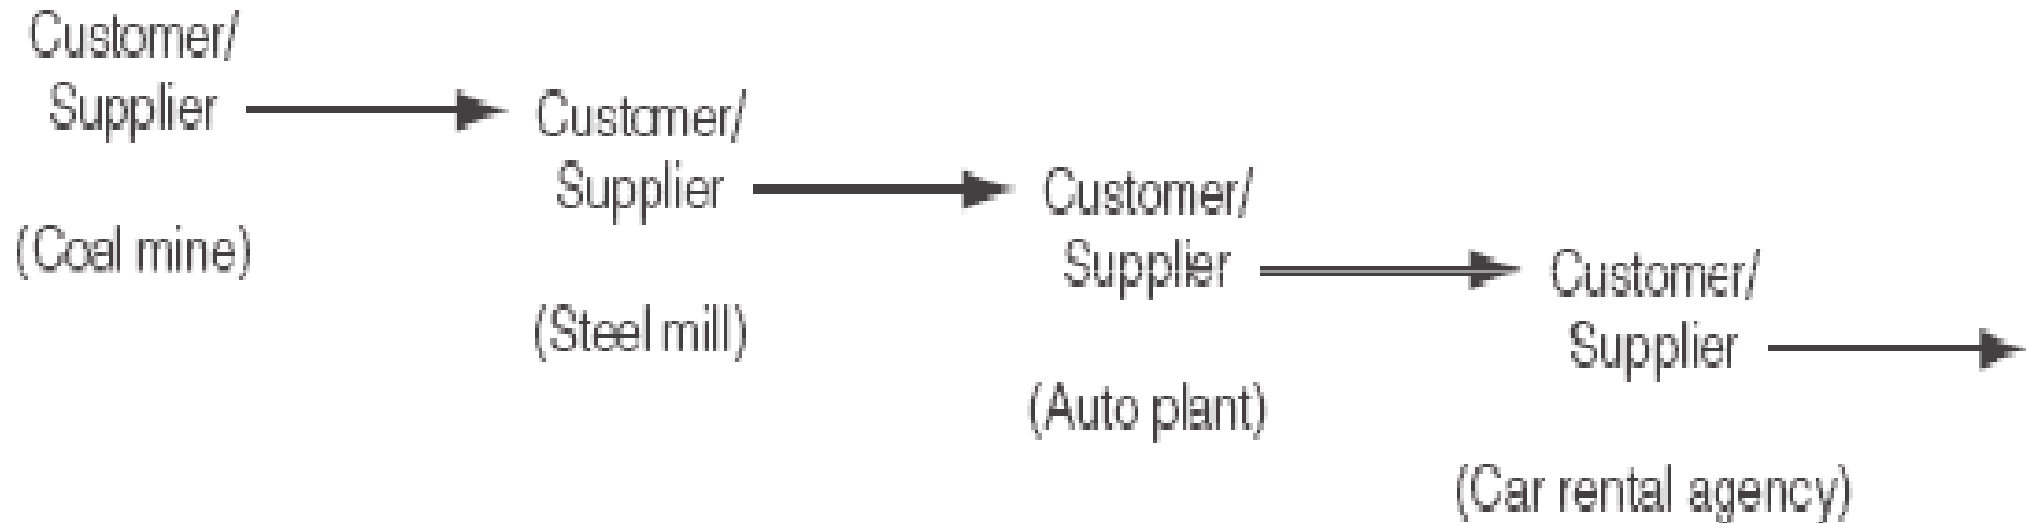 Customer/
Supplier
(Coal mine)
Customer/
Supplier
(Steel mill)
Customer/
Supplier
(Auto plant)
Customer/
Supplier
(Car rental agency)